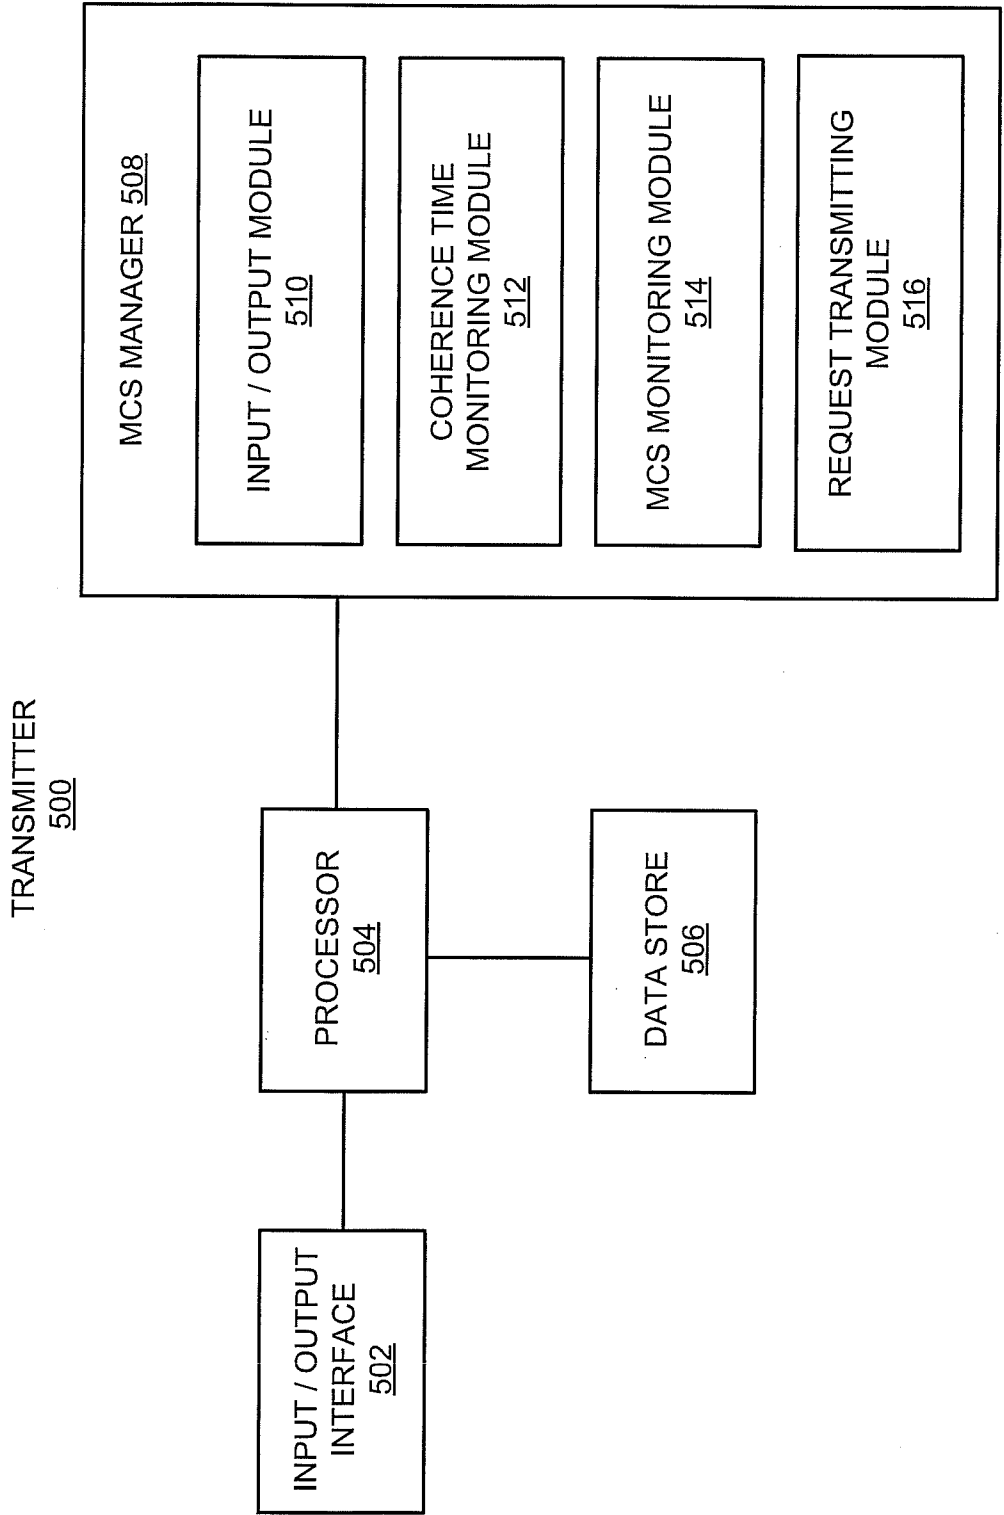 TRANSMITTER
500
INPUT / OUTPUT
INTERFACE
502
PROCESSOR
504
DATA STORE
506
MCS MANAGER 508
INPUT / OUTPUT MODULE
510
COHERENCE TIME
MONITORING MODULE
512
MCS MONITORING MODULE
514
REQUEST TRANSMITTING
MODULE
516